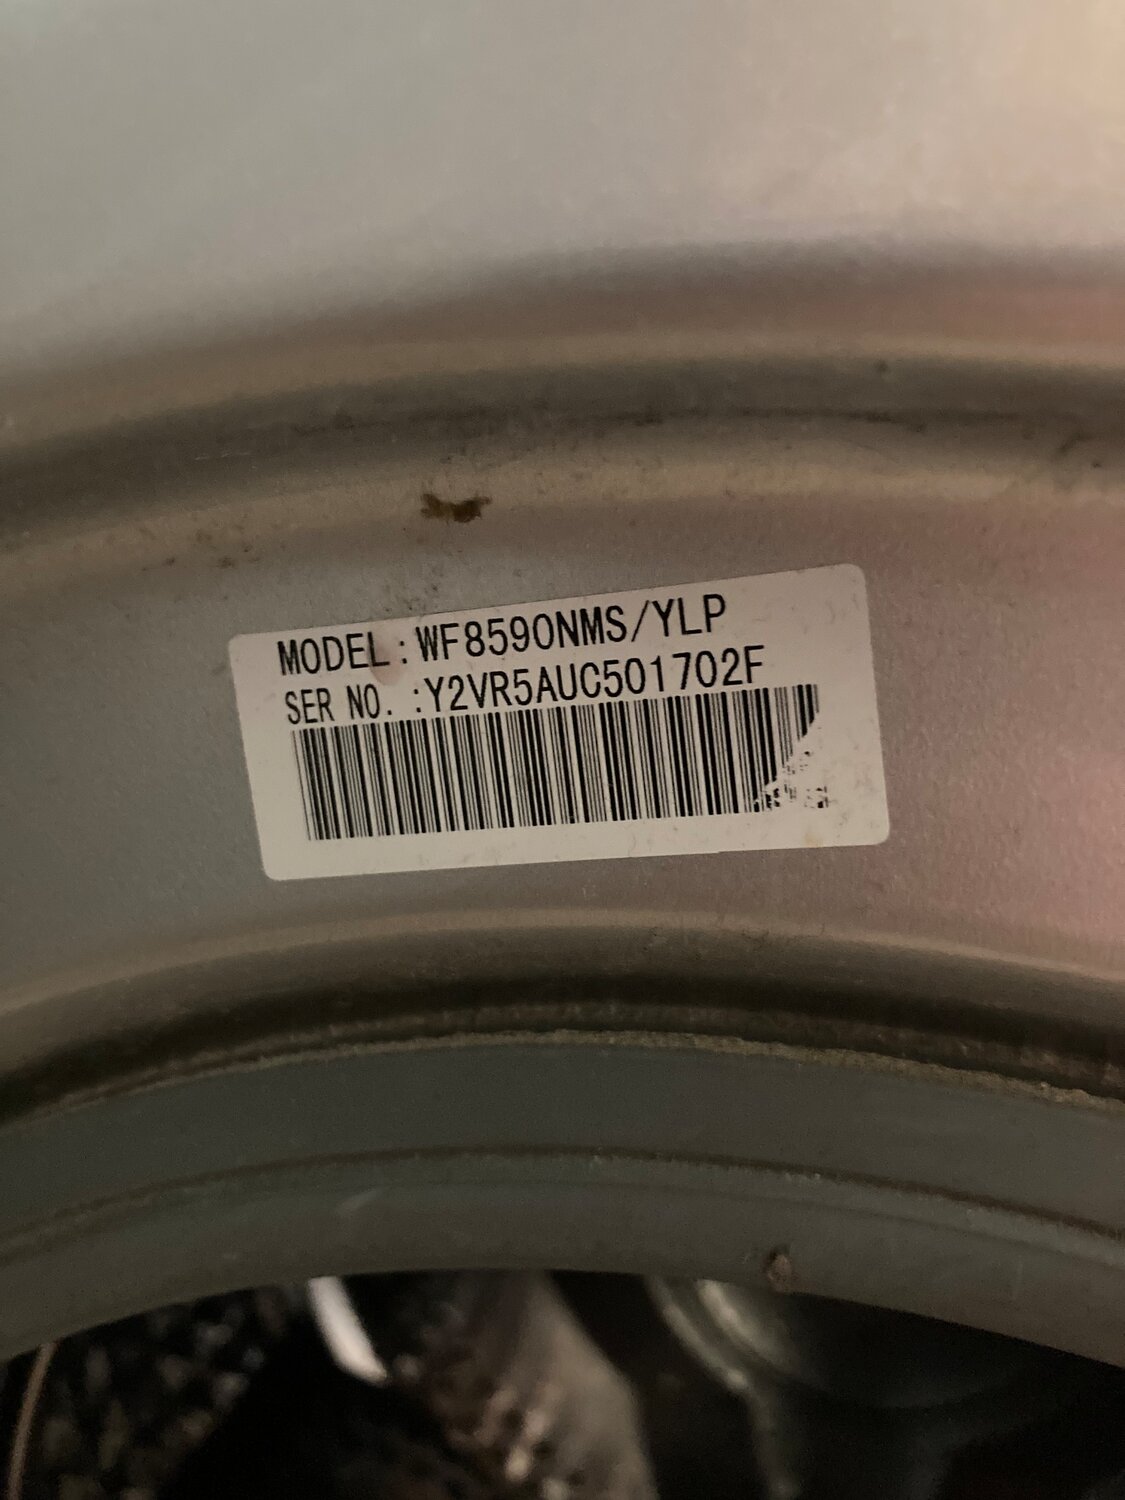 MODEL : WF8590NMS/YLP
SER NO. : Y2VR5AUC501702F